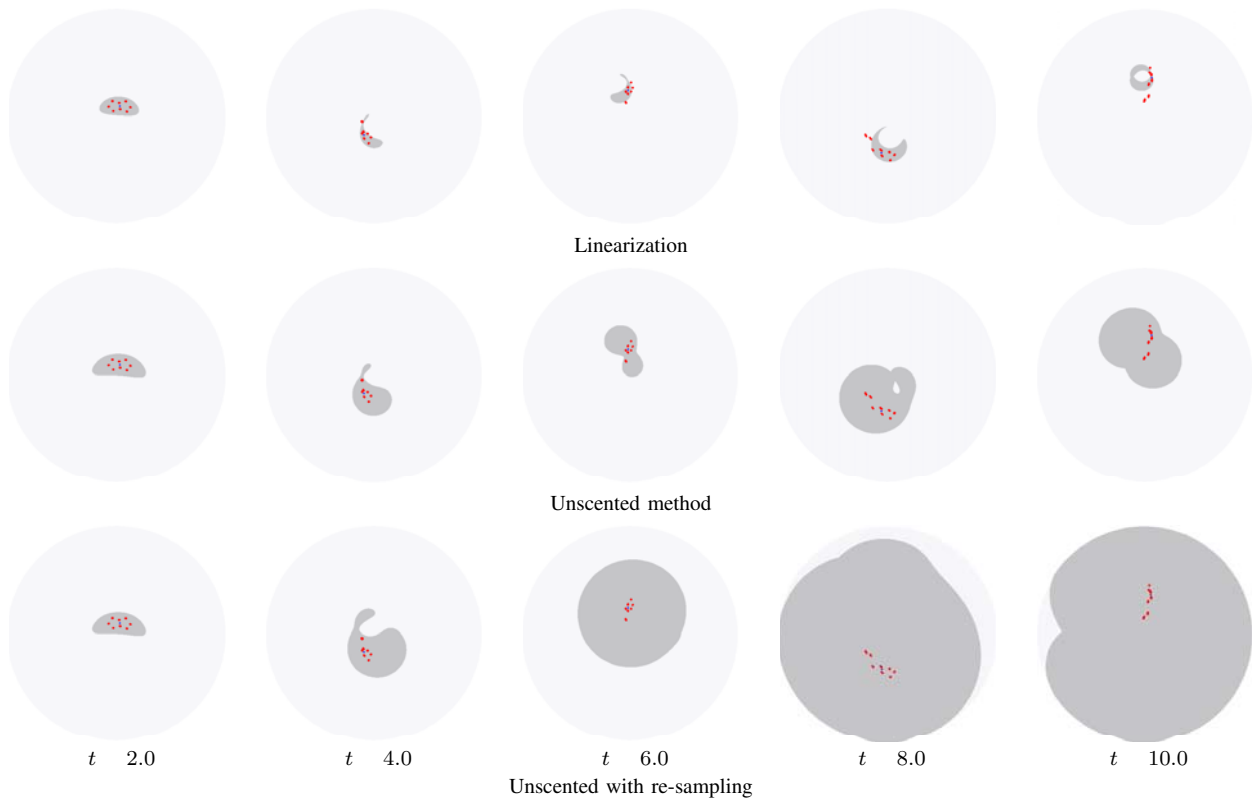 Linearization
Unscented method
t 2.0 t 4.0 t 6.0 t 8.0 t 10.0
Unscented with re-sampling